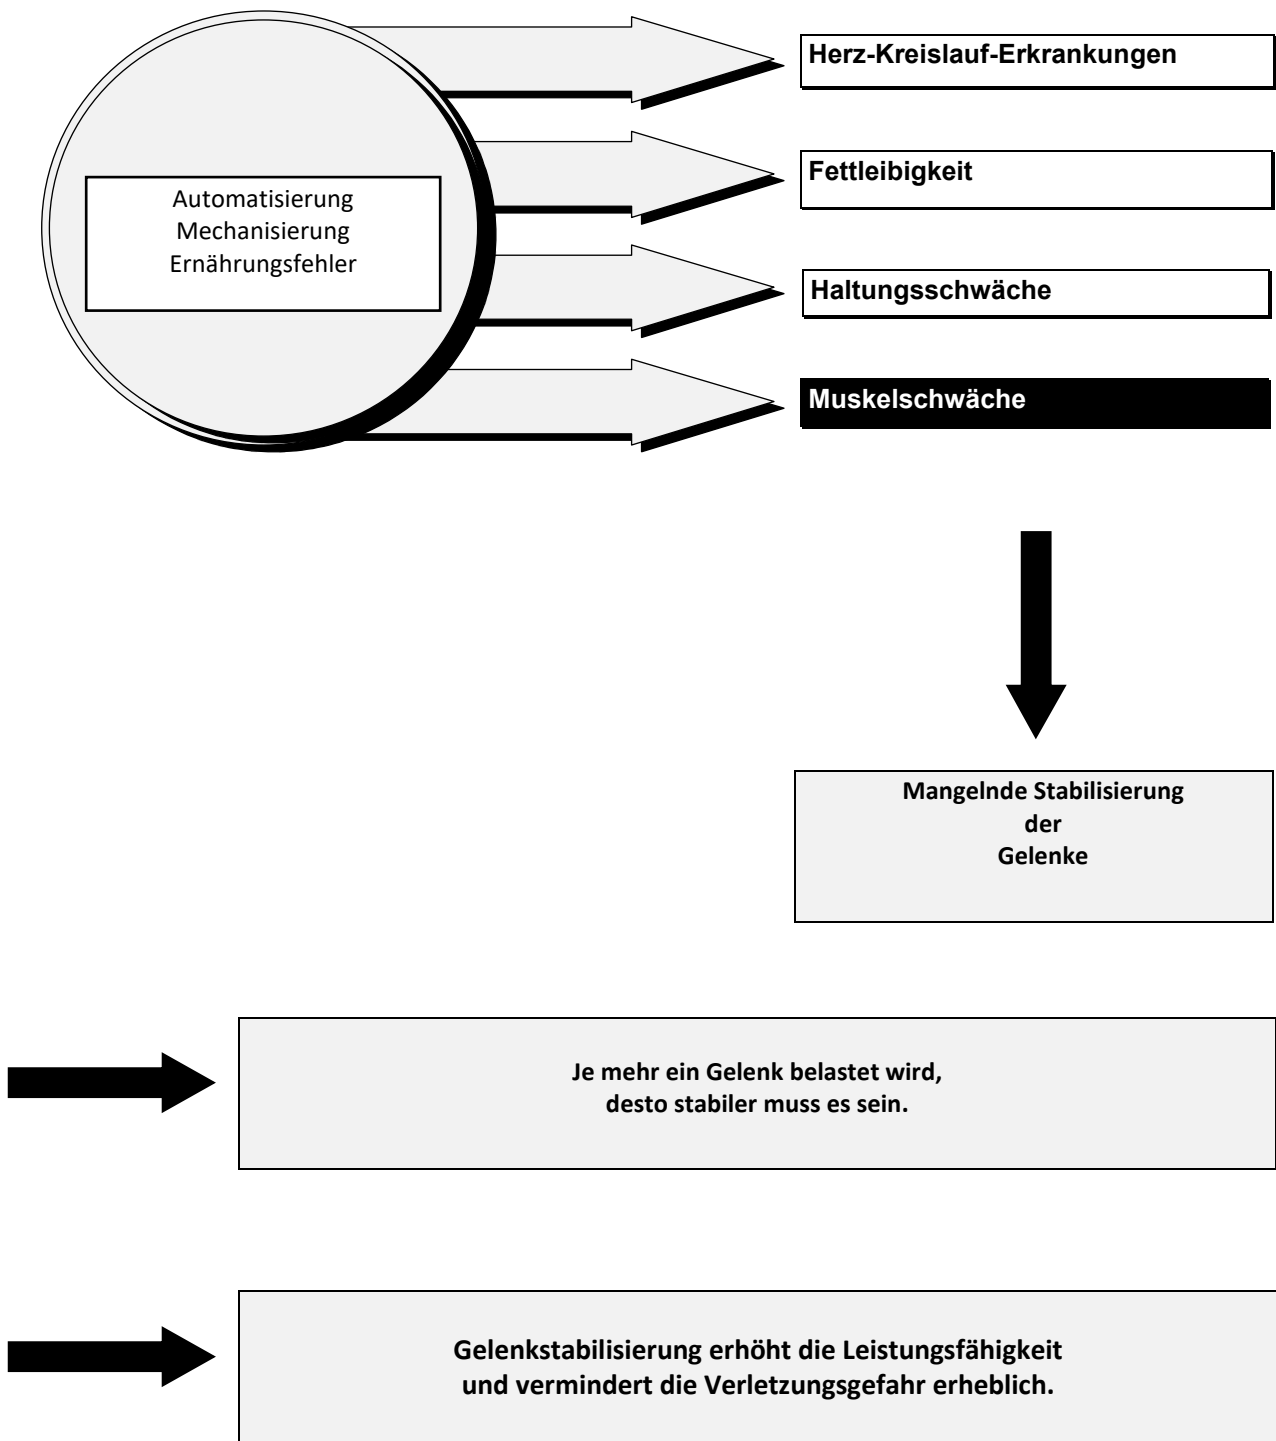 Automatisierung
Mechanisierung
Ernährungsfehler
Herz-Kreislauf-Erkrankungen
Fettleibigkeit
Haltungsschwäche
Muskelschwäche
Mangelnde Stabilisierung
der
Gelenke
Je mehr ein Gelenk belastet wird,
desto stabiler muss es sein.
Gelenkstabilisierung erhöht die Leistungsfähigkeit
und vermindert die Verletzungsgefahr erheblich.